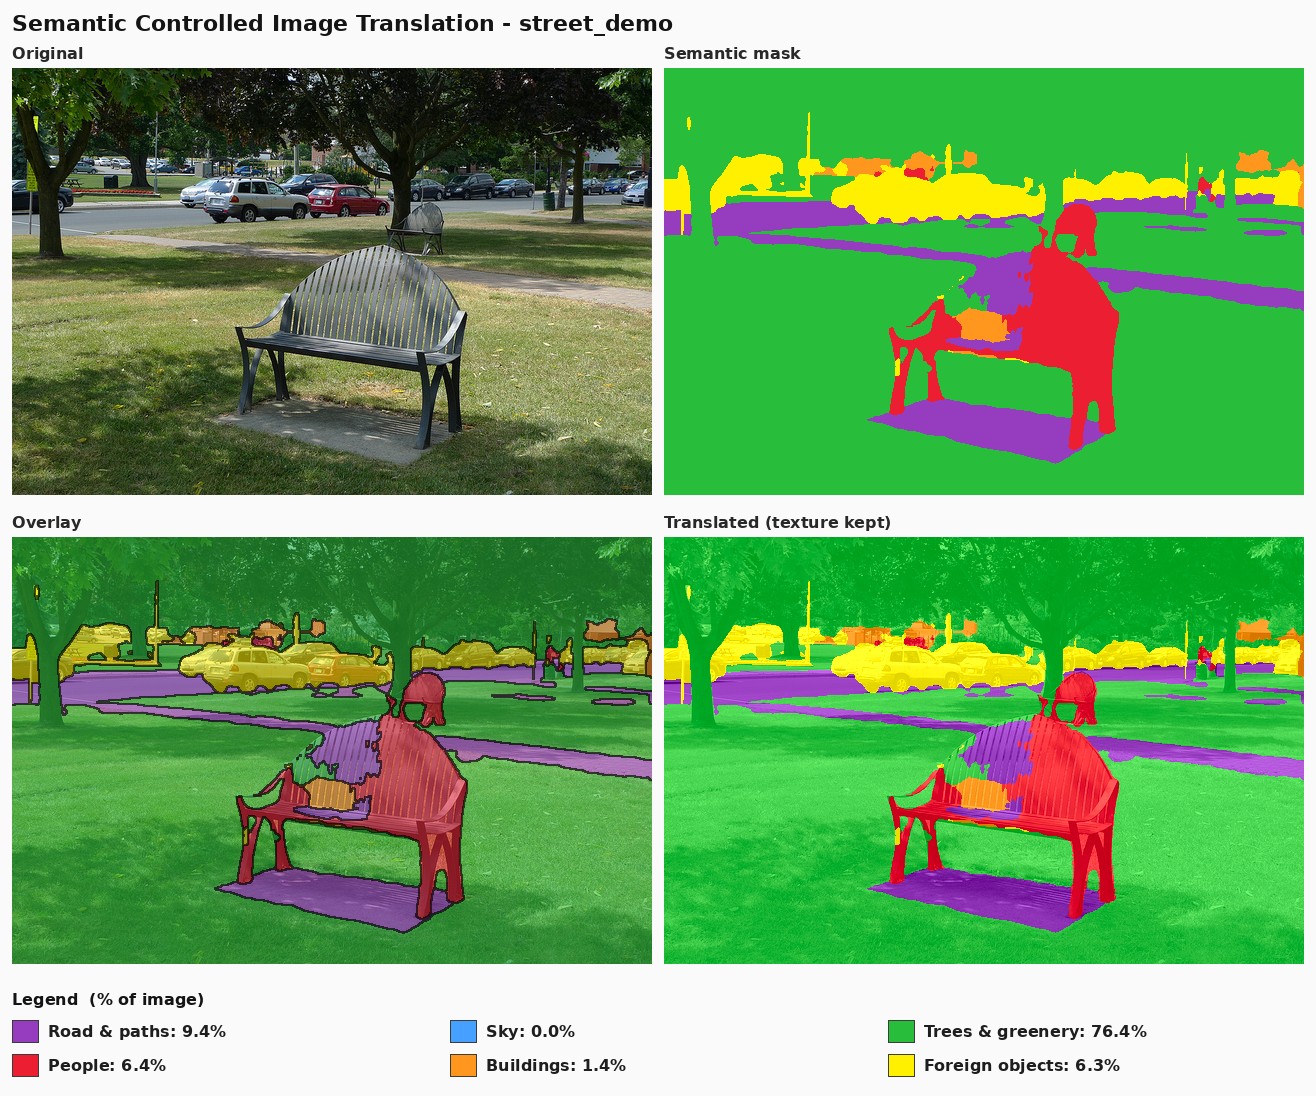 Semantic Controlled Image Translation - street_demo
Original
Semantic mask
Overlay
Translated (texture kept)
Legend  (% of image)
Road & paths: 9.4%
Sky: 0.0%
Trees & greenery: 76.4%
People: 6.4%
Buildings: 1.4%
Foreign objects: 6.3%